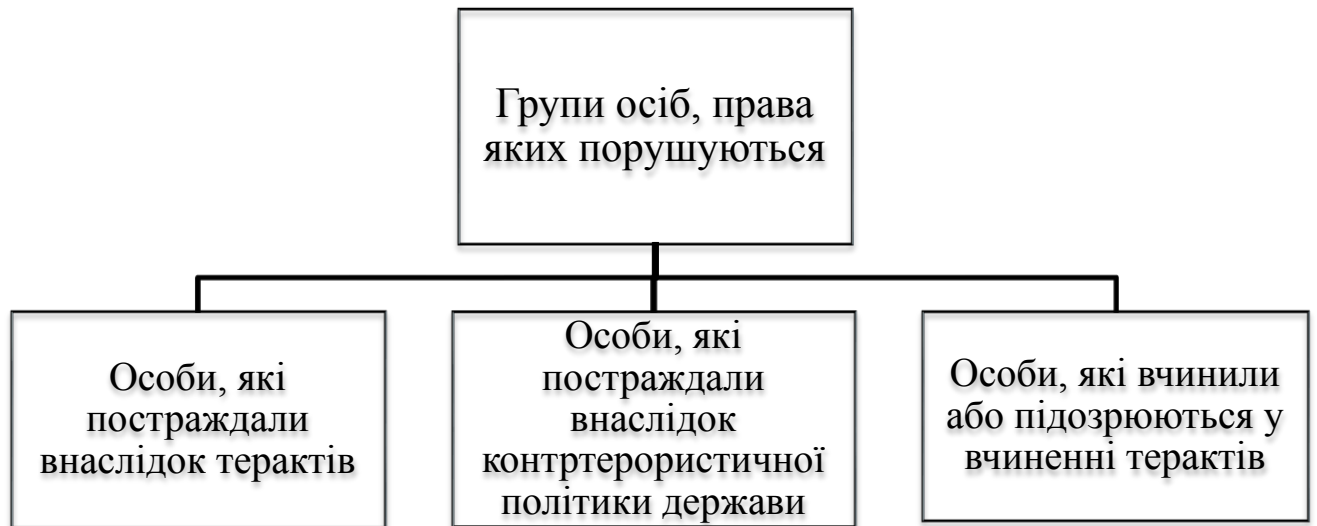 Групи осіб, права
яких порушуються
Особи, які
постраждали
внаслідок терактів
Особи, які
постраждали
внаслідок
контртерористичної
політики держави
Особи, які вчинили
або підозрюються у
вчиненні терактів